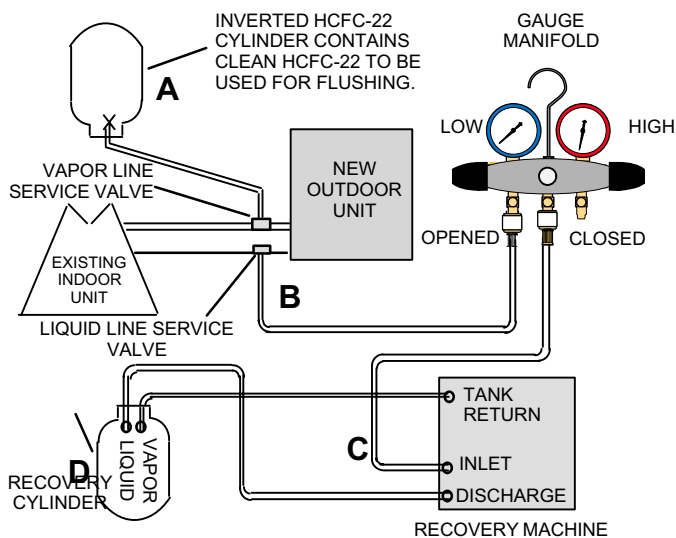 INVERTED HCFC-22
CYLINDER CONTAINS
CLEAN HCFC-22 TO BE
USED FOR FLUSHING.
A
GAUGE
MANIFOLD
LOW
HIGH
VAPOR LINE
SERVICE VALVE
NEW
OUTDOOR
UNIT
OPENED
CLOSED
EXISTING
INDOOR
UNIT
B
LIQUID LINE SERVICE
VALVE
TANK
RETURN
C
INLET
DISCHARGE
LIQUID
VAPOR
D
RECOVERY
CYLINDER
RECOVERY MACHINE